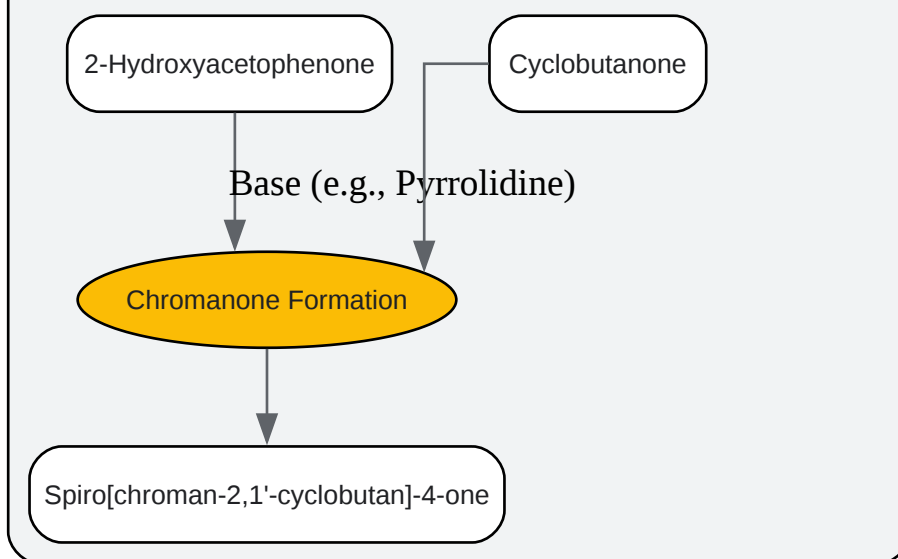 2-Hydroxyacetophenone
Cyclobutanone
Base (e.g., Pyrrolidine)
Chromanone Formation
Spiro[chroman-2,1'-cyclobutan]-4-one